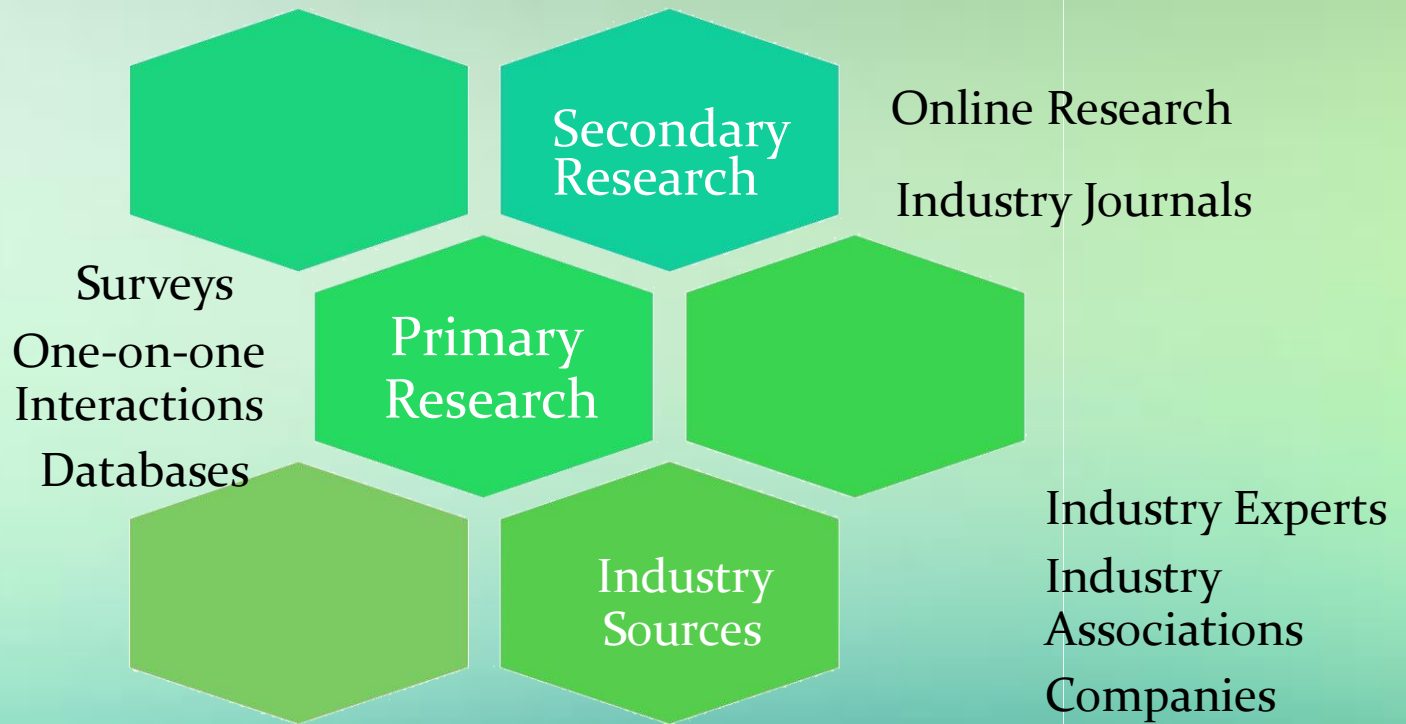 Secondary
Research
Online Research
Industry Journals
Surveys
One-on-one
Interactions
Databases
Primary
Research
Industry
Sources
Industry Experts
Industry
Associations
Companies